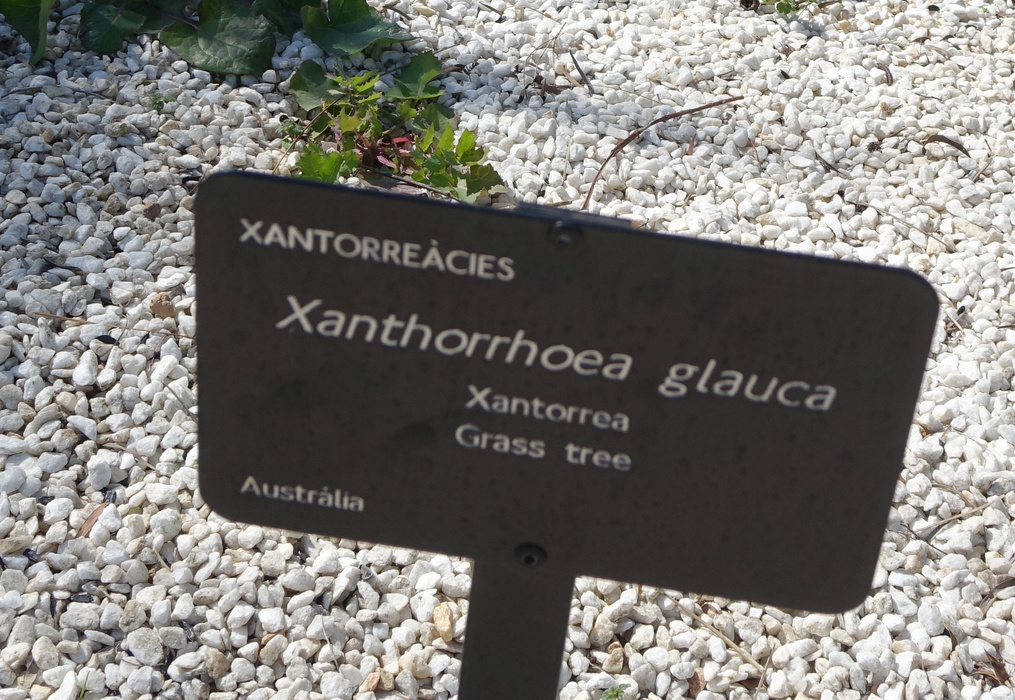 XANTORREÀCIES
Xanthorrhoea glauca
Xantorrea
Grass tree
Austràlia